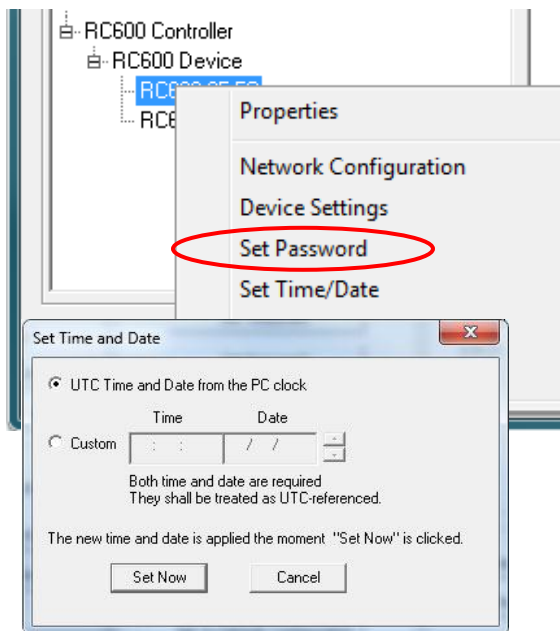 RC600 Controller
RC600 Device
Properties
Network Configuration
Device Settings
Set Password
Set Time/Date
Set Time and Date
UTC Time and Date from the PC clock
Time Date
Custom : : / /
Both time and date are required
They shall be treated as UTC-referenced.
The new time and date is applied the moment "Set Now" is clicked.
Set Now Cancel